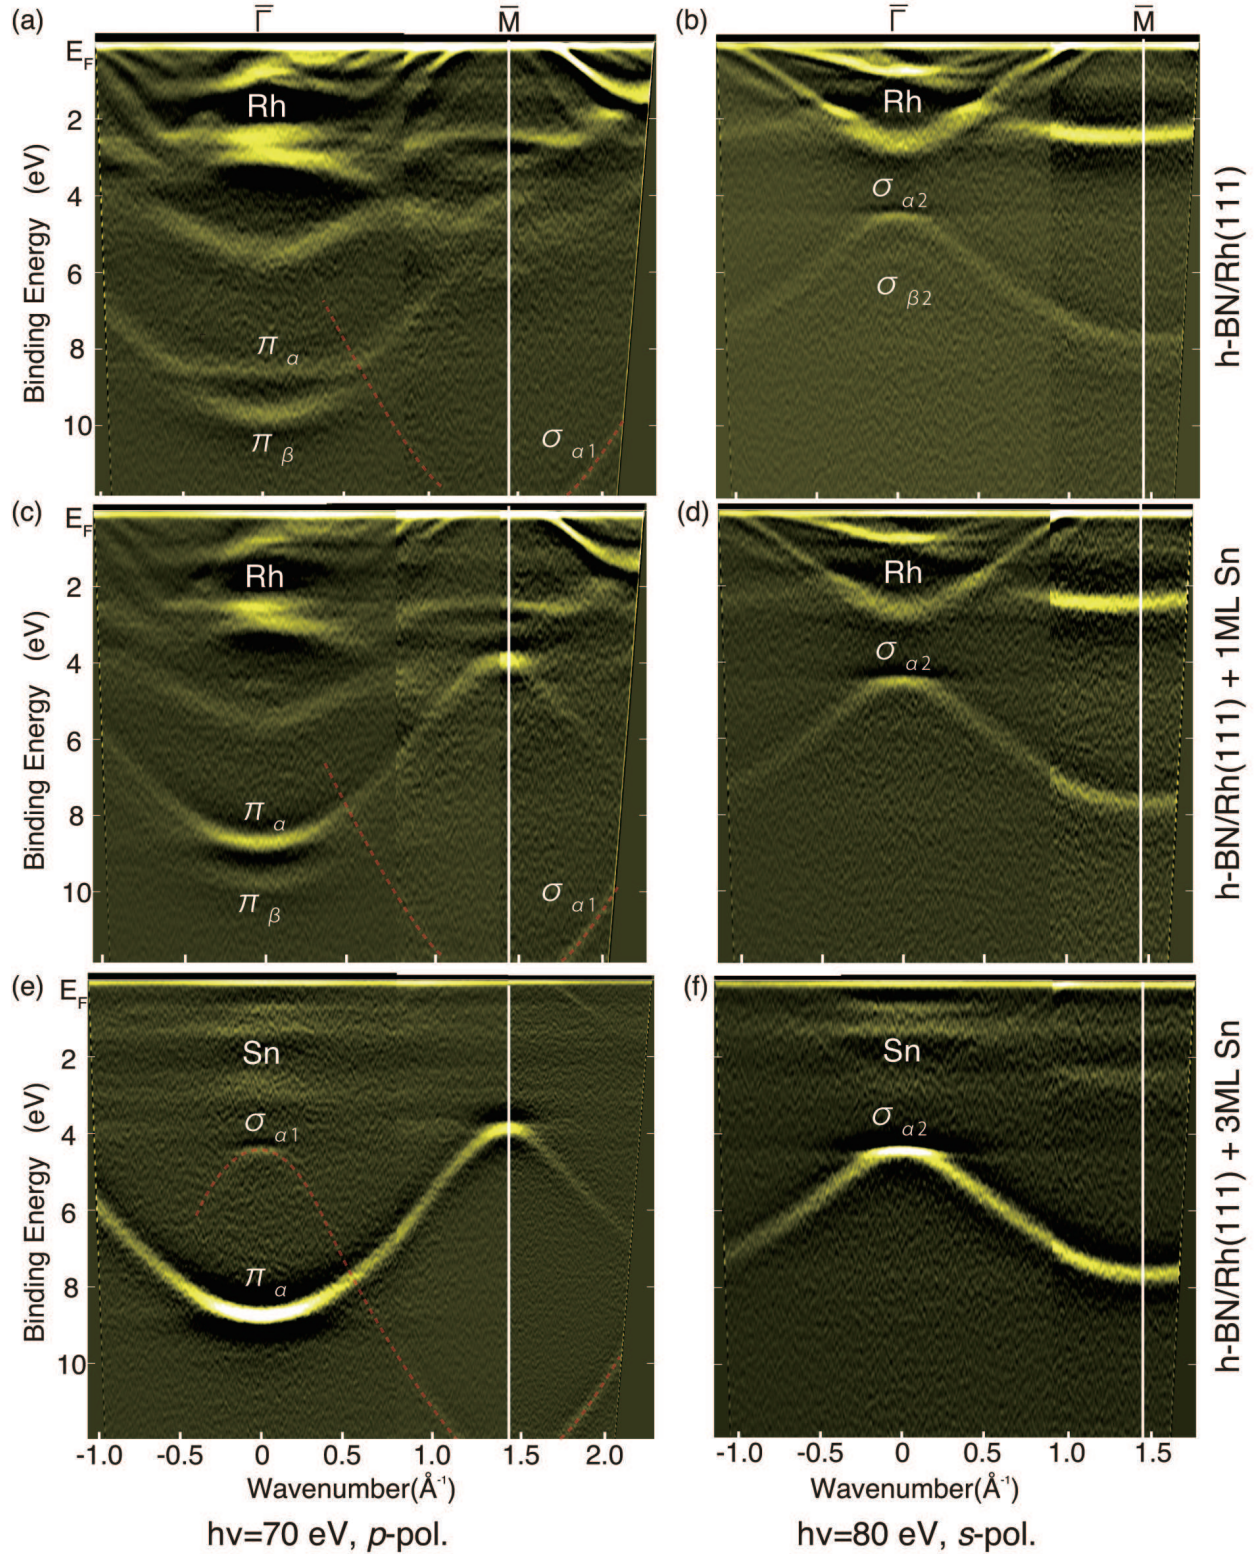 (a) Γ̅ M̅
E_F
Rh
2
4
6
8
10
Binding Energy (eV)
π_α
π_β
σ_α1
(b) Γ̅ M̅
Rh
σ_α2
σ_β2
h-BN/Rh(111)
(c)
E_F
Rh
2
4
6
8
10
Binding Energy (eV)
π_α
π_β
σ_α1
(d)
Rh
σ_α2
h-BN/Rh(111) + 1ML Sn
(e)
E_F
Sn
2
4
6
8
10
Binding Energy (eV)
σ_α1
π_α
-1.0 -0.5 0 0.5 1.0 1.5 2.0
Wavenumber(Å⁻¹)
hν=70 eV, p-pol.
(f)
Sn
σ_α2
h-BN/Rh(111) + 3ML Sn
-1.0 -0.5 0 0.5 1.0 1.5
Wavenumber(Å⁻¹)
hν=80 eV, s-pol.